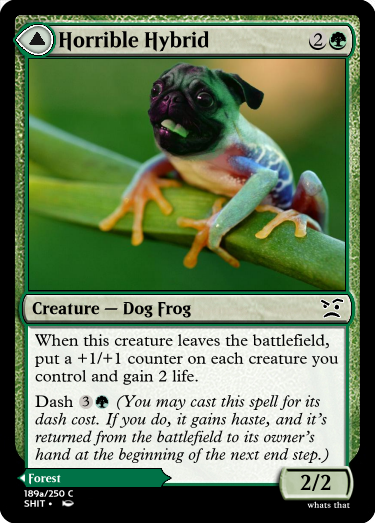 Horrible Hybrid 2
Creature — Dog Frog
When this creature leaves the battlefield,
put a +1/+1 counter on each creature you
control and gain 2 life.
Dash 3 (You may cast this spell for its
dash cost. If you do, it gains haste, and it's
returned from the battlefield to its owner's
hand at the beginning of the next end step.)
Forest
2/2
189a/250 C
SHIT •
whats that